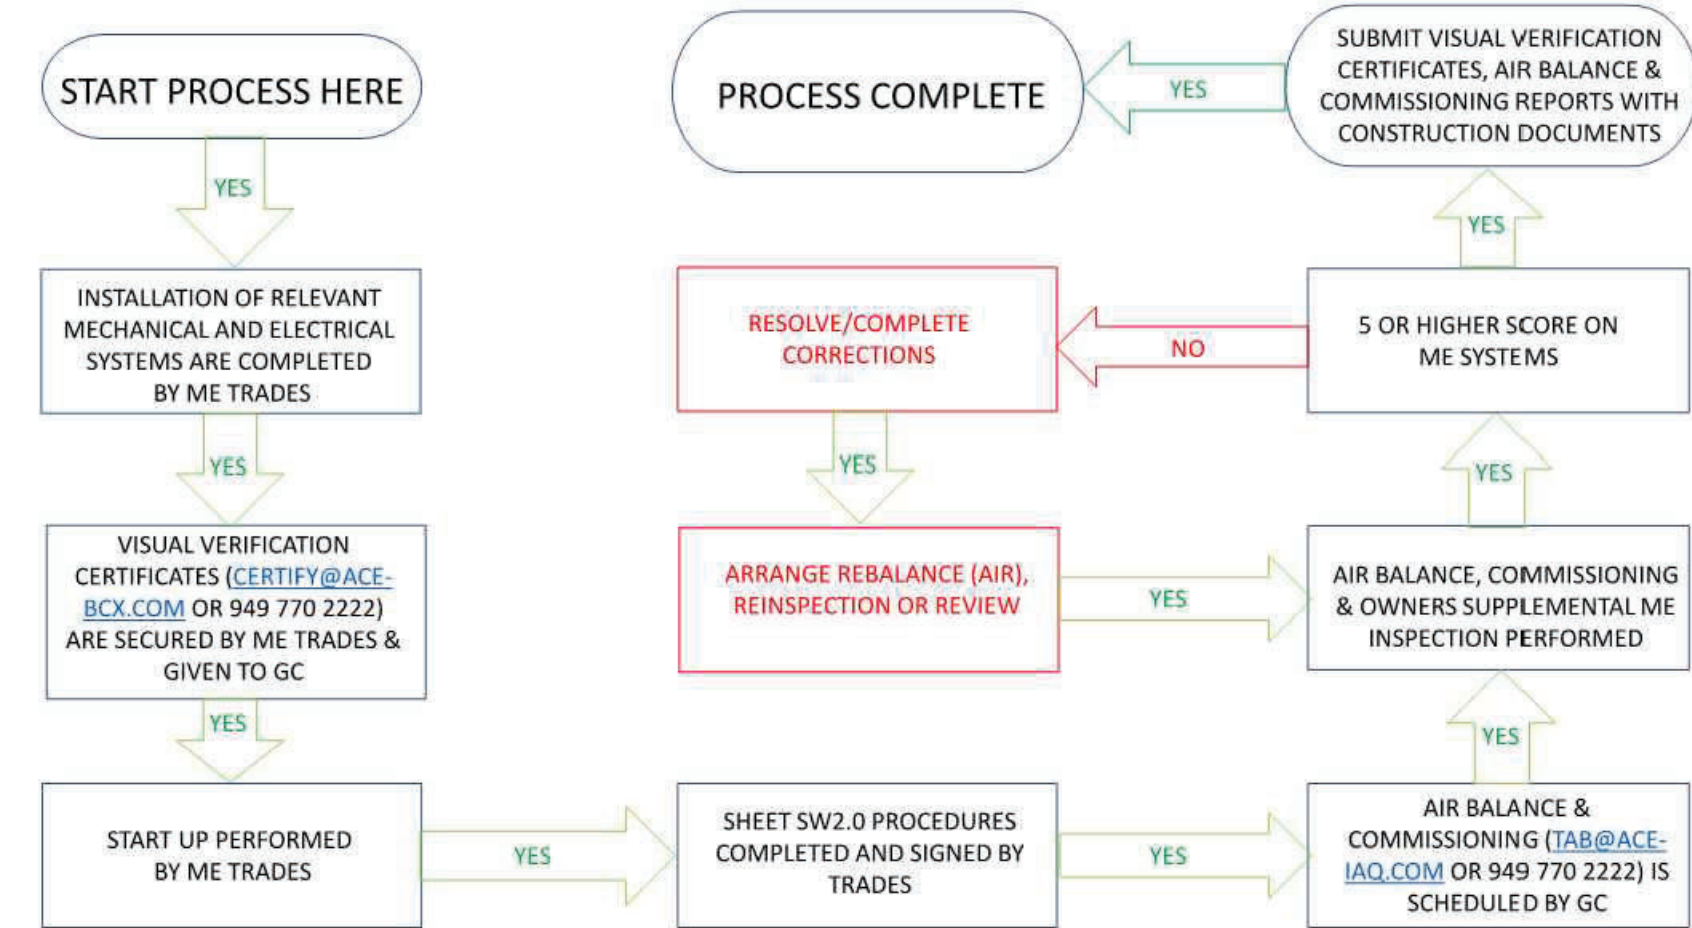 START PROCESS HERE
YES
INSTALLATION OF RELEVANT
MECHANICAL AND ELECTRICAL
SYSTEMS ARE COMPLETED
BY ME TRADES
YES
VISUAL VERIFICATION
CERTIFICATES (CERTIFY@ACE-
BCX.COM OR 949 770 2222)
ARE SECURED BY ME TRADES &
GIVEN TO GC
YES
START UP PERFORMED
BY ME TRADES
YES
SHEET SW2.0 PROCEDURES
COMPLETED AND SIGNED BY
TRADES
YES
AIR BALANCE &
COMMISSIONING (TAB@ACE-
IAQ.COM OR 949 770 2222) IS
SCHEDULED BY GC
YES
AIR BALANCE, COMMISSIONING
& OWNERS SUPPLEMENTAL ME
INSPECTION PERFORMED
YES
5 OR HIGHER SCORE ON
ME SYSTEMS
NO
RESOLVE/COMPLETE
CORRECTIONS
YES
ARRANGE REBALANCE (AIR),
REINSPECTION OR REVIEW
YES
YES
SUBMIT VISUAL VERIFICATION
CERTIFICATES, AIR BALANCE &
COMMISSIONING REPORTS WITH
CONSTRUCTION DOCUMENTS
YES
PROCESS COMPLETE